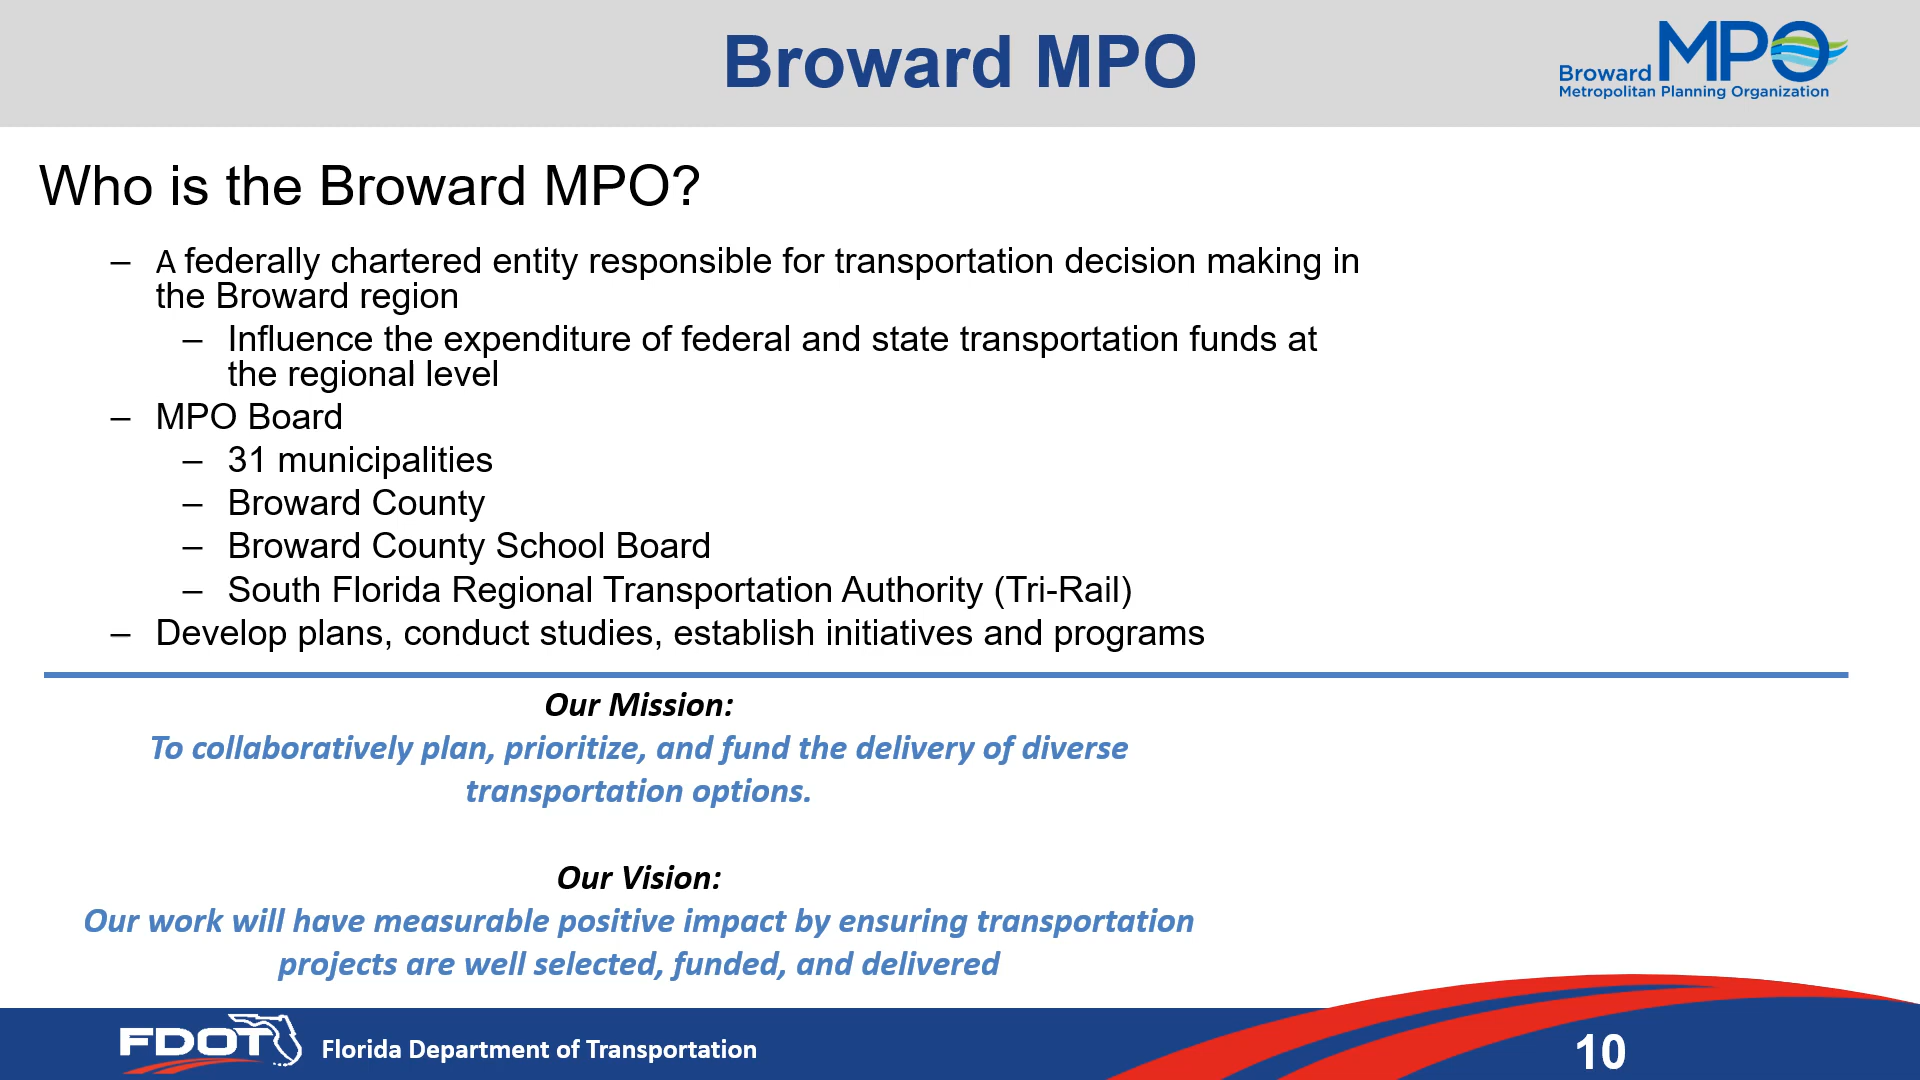 Broward MPO
Broward MPO
Metropolitan Planning Organization
Who is the Broward MPO?
– A federally chartered entity responsible for transportation decision making in
the Broward region
– Influence the expenditure of federal and state transportation funds at
the regional level
– MPO Board
– 31 municipalities
– Broward County
– Broward County School Board
– South Florida Regional Transportation Authority (Tri-Rail)
– Develop plans, conduct studies, establish initiatives and programs
Our Mission:
To collaboratively plan, prioritize, and fund the delivery of diverse
transportation options.
Our Vision:
Our work will have measurable positive impact by ensuring transportation
projects are well selected, funded, and delivered
FDOT Florida Department of Transportation
10